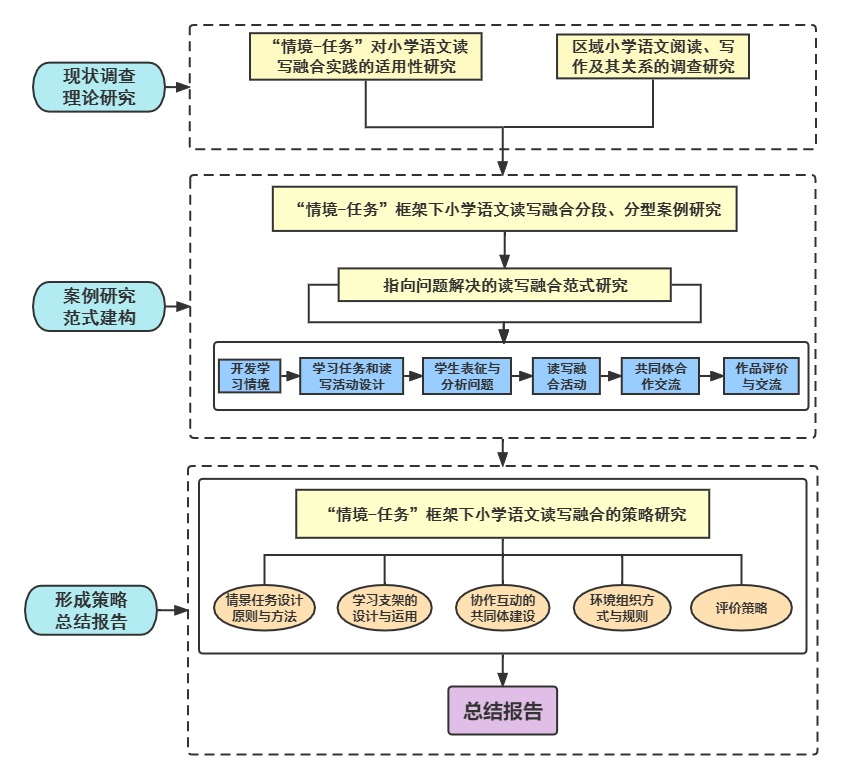 “情境-任务”对小学语文读
写融合实践的适用性研究
区域小学语文阅读、写
作及其关系的调查研究
现状调查
理论研究
“情境-任务”框架下小学语文读写融合分段、分型案例研究
指向问题解决的读写融合范式研究
案例研究
范式建构
开发学
习情境
学习任务和读
写活动设计
学生表征与
分析问题
读写融
合活动
共同体合
作交流
作品评价
与交流
“情境-任务”框架下小学语文读写融合的策略研究
形成策略
总结报告
情景任务设计
原则与方法
学习支架的
设计与运用
协作互动的
共同体建设
环境组织方
式与规则
评价策略
总结报告